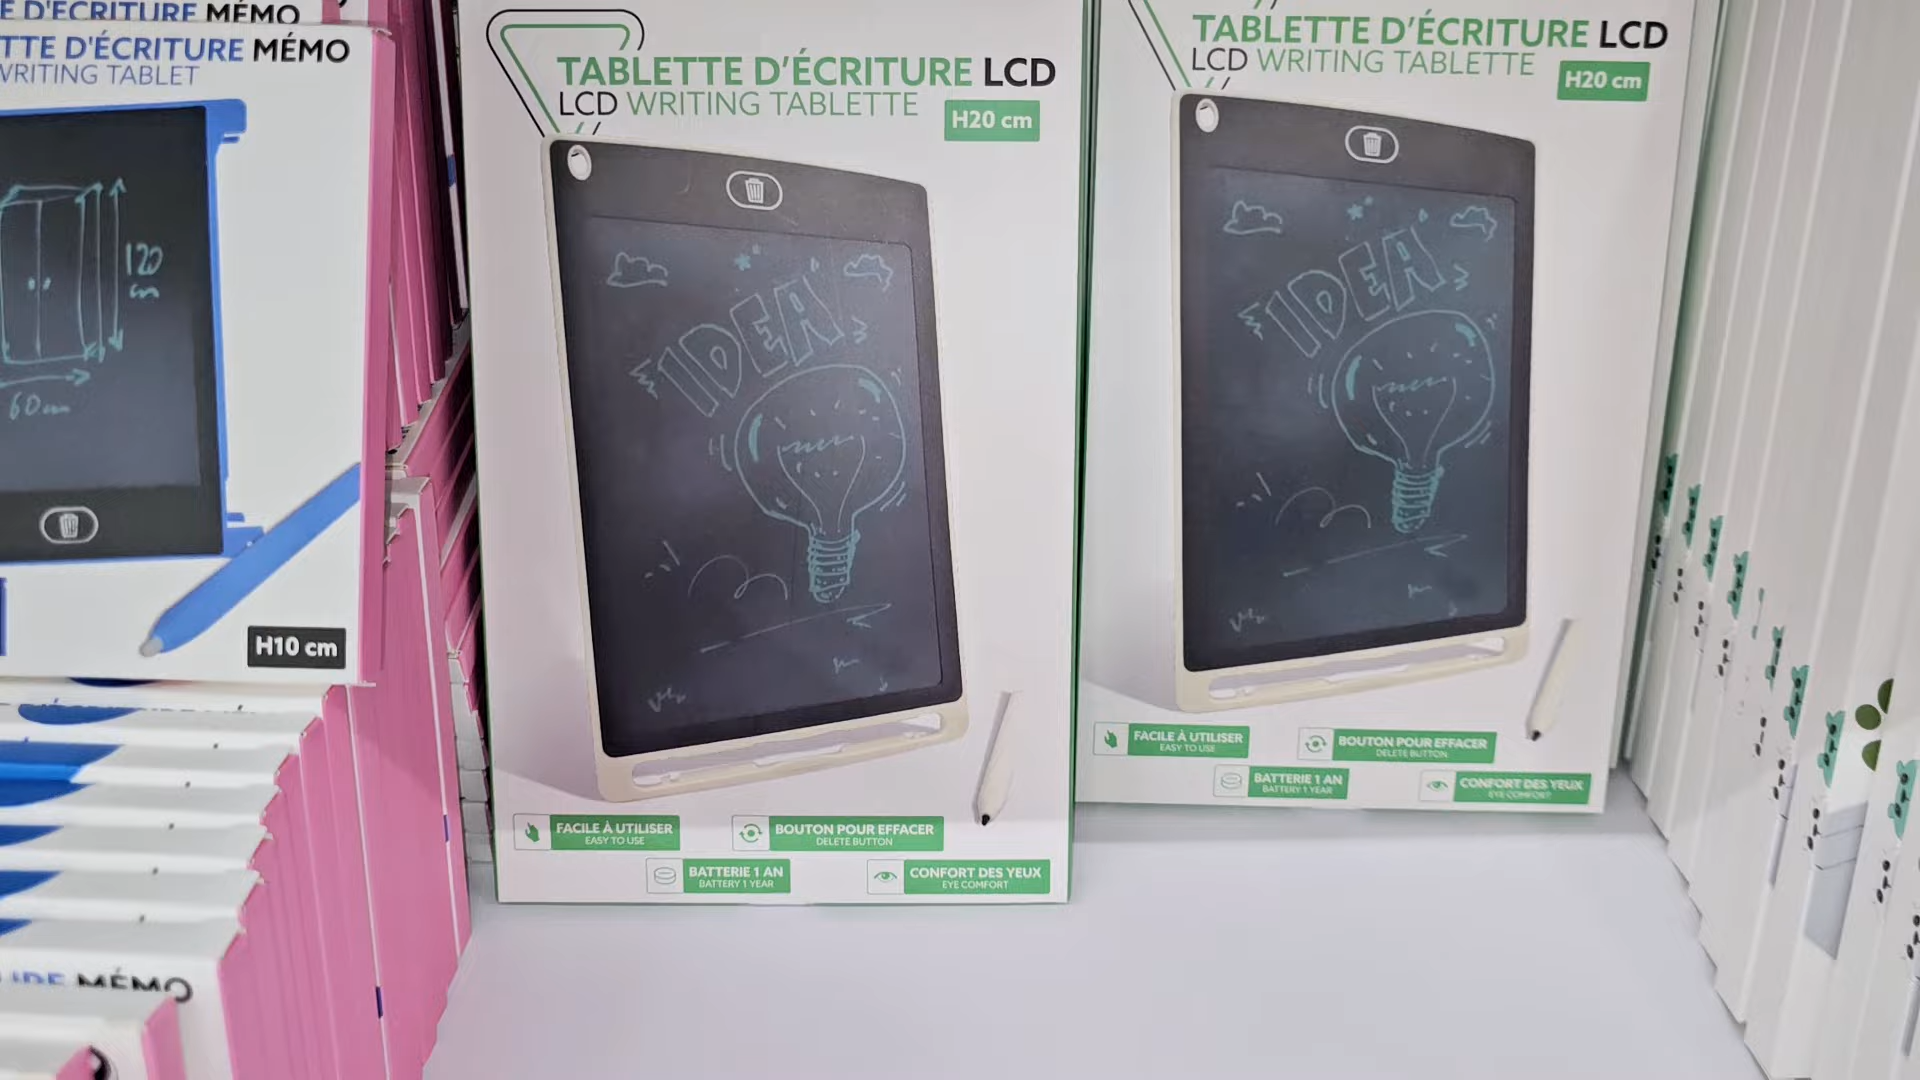 E D'ÉCRITURE MÉMO
TTE D'ÉCRITURE MÉMO
WRITING TABLET
120
cm
60cm
H10 cm
MÉMO
TABLETTE D'ÉCRITURE LCD
LCD WRITING TABLETTE
H20 cm
IDEA
FACILE À UTILISER
EASY TO USE
BOUTON POUR EFFACER
DELETE BUTTON
BATTERIE 1 AN
BATTERY 1 YEAR
CONFORT DES YEUX
EYE COMFORT
TABLETTE D'ÉCRITURE LCD
LCD WRITING TABLETTE
H20 cm
IDEA
FACILE À UTILISER
EASY TO USE
BOUTON POUR EFFACER
DELETE BUTTON
BATTERIE 1 AN
BATTERY 1 YEAR
CONFORT DES YEUX
EYE COMFORT